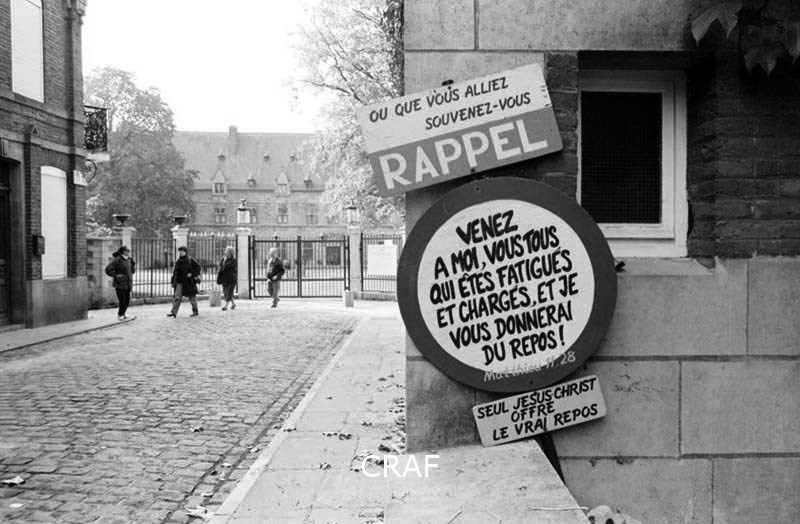 OU QUE VOUS ALLIEZ
SOUVENEZ-VOUS
RAPPEL
VENEZ
A MOI, VOUS TOUS
QUI ÊTES FATIGUÉS
ET CHARGÉS, ET JE
VOUS DONNERAI
DU REPOS!
Matthieu 11.28
SEUL JESUS CHRIST
OFFRE
LE VRAI REPOS
CRAF